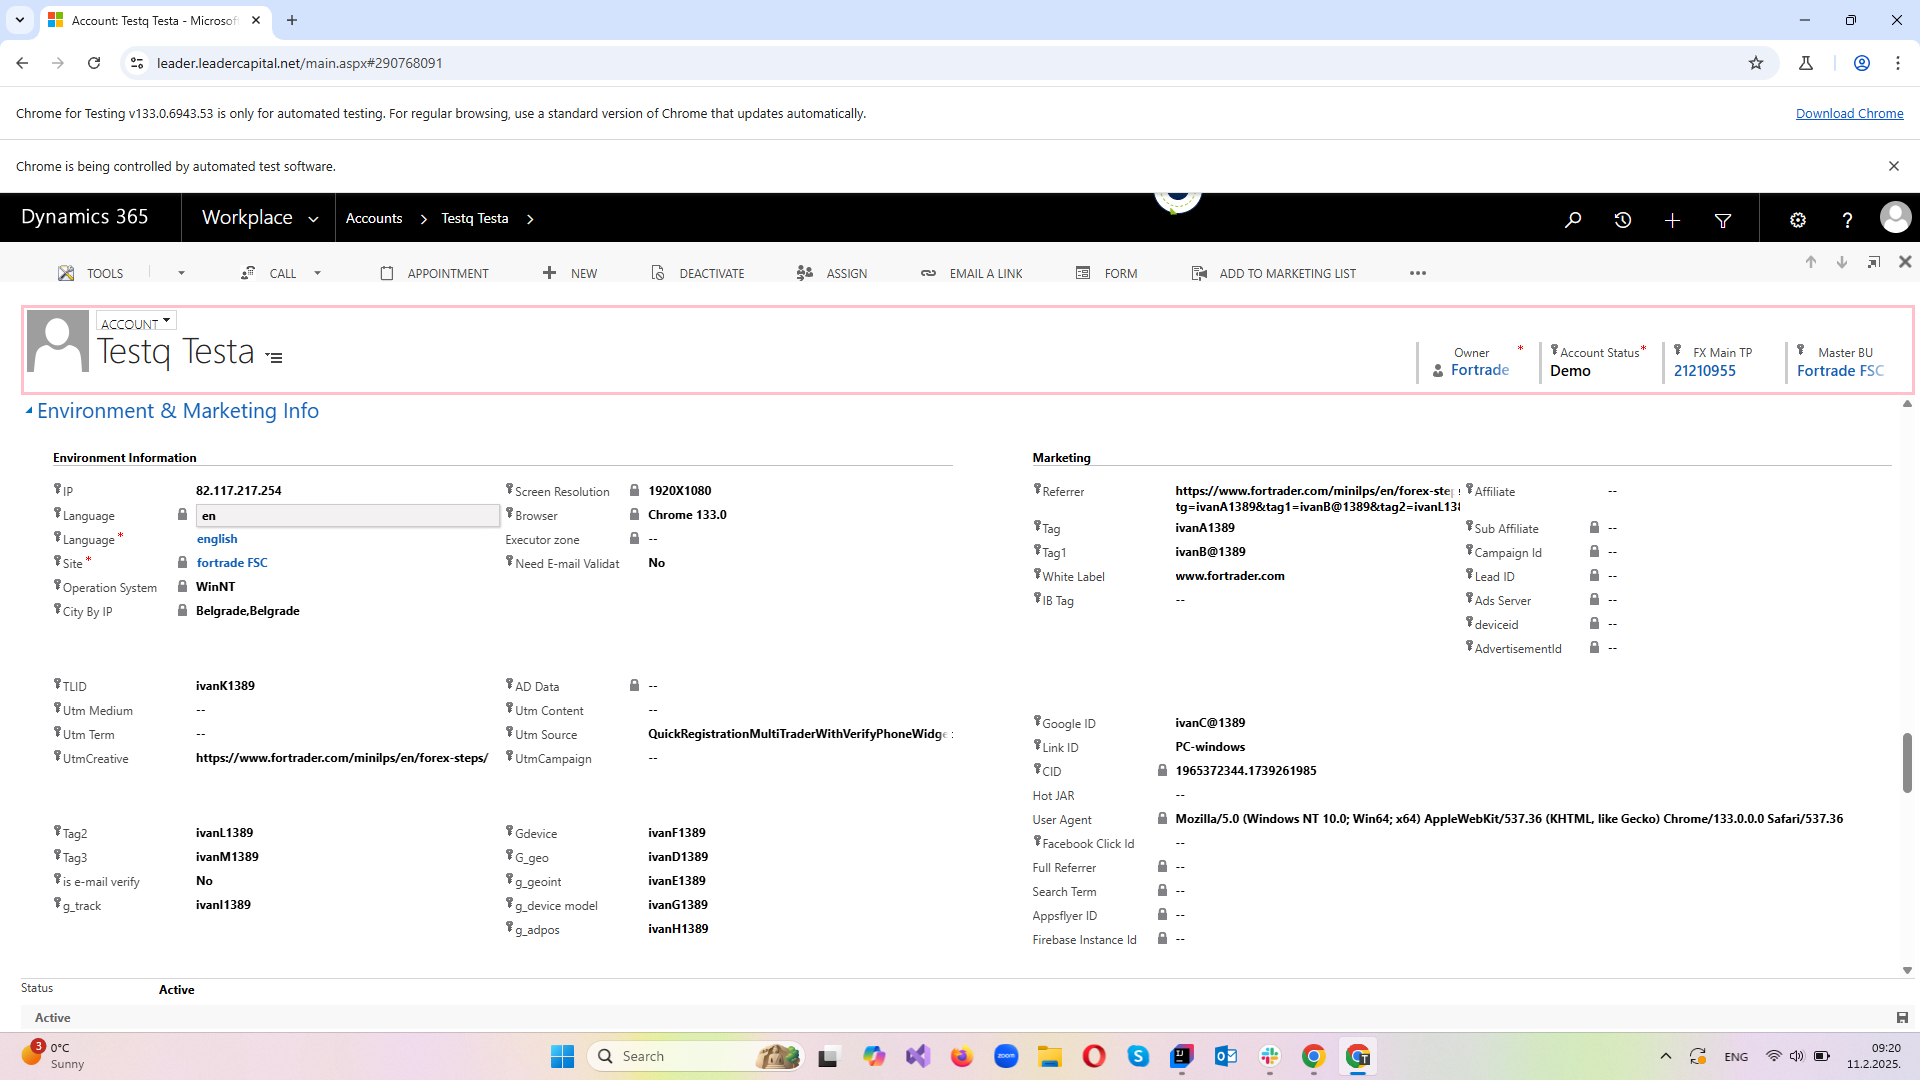 Account: Testq Testa - Microsof
leader.leadercapital.net/main.aspx#290768091
Chrome for Testing v133.0.6943.53 is only for automated testing. For regular browsing, use a standard version of Chrome that updates automatically.
Download Chrome
Chrome is being controlled by automated test software.
Dynamics 365
Workplace
Accounts
Testq Testa
TOOLS
CALL
APPOINTMENT
NEW
DEACTIVATE
ASSIGN
EMAIL A LINK
FORM
ADD TO MARKETING LIST
ACCOUNT
Testq Testa
Owner *
Fortrade
Account Status *
Demo
FX Main TP
21210955
Master BU
Fortrade FSC
Environment & Marketing Info
Environment Information
IP 82.117.217.254
Language en
Language * english
Site * fortrade FSC
Operation System WinNT
City By IP Belgrade,Belgrade
Screen Resolution 1920X1080
Browser Chrome 133.0
Executor zone --
Need E-mail Validat No
TLID ivanK1389
Utm Medium --
Utm Term --
UtmCreative https://www.fortrader.com/minilps/en/forex-steps/
AD Data --
Utm Content --
Utm Source QuickRegistrationMultiTraderWithVerifyPhoneWidge
UtmCampaign --
Tag2 ivanL1389
Tag3 ivanM1389
is e-mail verify No
g_track ivanI1389
Gdevice ivanF1389
G_geo ivanD1389
g_geoint ivanE1389
g_device model ivanG1389
g_adpos ivanH1389
Marketing
Referrer https://www.fortrader.com/minilps/en/forex-step
tg=ivanA1389&tag1=ivanB@1389&tag2=ivanL138
Tag ivanA1389
Tag1 ivanB@1389
White Label www.fortrader.com
IB Tag --
Affiliate --
Sub Affiliate --
Campaign Id --
Lead ID --
Ads Server --
deviceid --
AdvertisementId --
Google ID ivanC@1389
Link ID PC-windows
CID 1965372344.1739261985
Hot JAR --
User Agent Mozilla/5.0 (Windows NT 10.0; Win64; x64) AppleWebKit/537.36 (KHTML, like Gecko) Chrome/133.0.0.0 Safari/537.36
Facebook Click Id --
Full Referrer --
Search Term --
Appsflyer ID --
Firebase Instance Id --
Status Active
Active
3
0°C
Sunny
Search
zoom
ENG
09:20
11.2.2025.